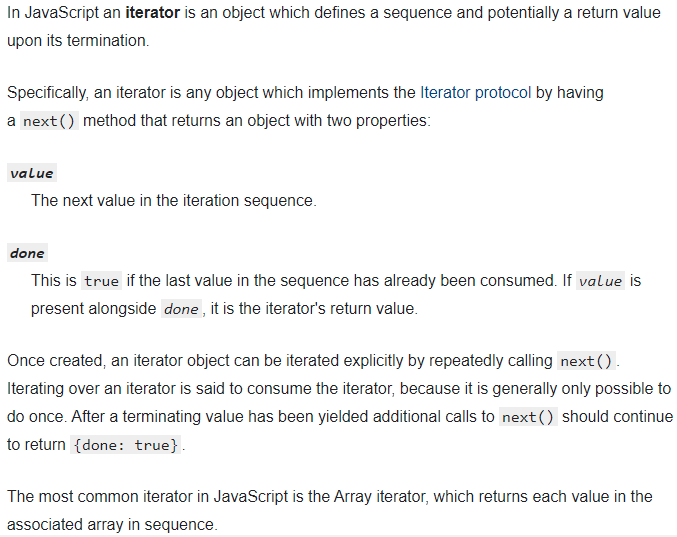 In JavaScript an iterator is an object which defines a sequence and potentially a return value
upon its termination.
Specifically, an iterator is any object which implements the Iterator protocol by having
a next() method that returns an object with two properties:
value
The next value in the iteration sequence.
done
This is true if the last value in the sequence has already been consumed. If value is
present alongside done, it is the iterator's return value.
Once created, an iterator object can be iterated explicitly by repeatedly calling next().
Iterating over an iterator is said to consume the iterator, because it is generally only possible to
do once. After a terminating value has been yielded additional calls to next() should continue
to return {done: true}.
The most common iterator in JavaScript is the Array iterator, which returns each value in the
associated array in sequence.